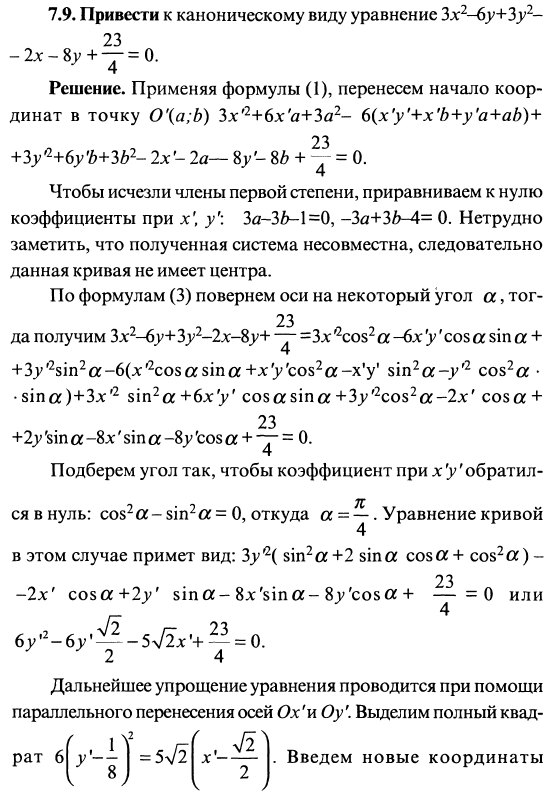 7.9. Привести к каноническому виду уравнение 3x²–6y+3y²–
– 2x – 8y + 23/4 = 0.
Решение. Применяя формулы (1), перенесем начало коор-
динат в точку O'(a;b) 3x'²+6x'a+3a²– 6(x'y'+x'b+y'a+ab)+
+3y'²+6y'b+3b²– 2x'– 2a–– 8y'– 8b + 23/4 = 0.
Чтобы исчезли члены первой степени, приравниваем к нулю
коэффициенты при x', y': 3a–3b–1=0, –3a+3b–4= 0. Нетрудно
заметить, что полученная система несовместна, следовательно
данная кривая не имеет центра.
По формулам (3) повернем оси на некоторый угол α, тог-
да получим 3x²–6y+3y²–2x–8y+ 23/4 =3x'²cos²α–6x'y'cosα sinα +
+3y'²sin²α–6(x'²cosα sinα +x'y'cos²α–x'y' sin²α–y'² cos²α ·
· sinα)+3x'² sin²α+6x'y' cosα sinα+3y'²cos²α–2x' cosα +
+2y'sinα–8x'sinα–8y'cosα+ 23/4 = 0.
Подберем угол так, чтобы коэффициент при x'y' обратил-
ся в нуль: cos²α – sin²α = 0, откуда α = π/4. Уравнение кривой
в этом случае примет вид: 3y'²( sin²α+2 sinα cosα + cos²α) –
–2x' cosα +2y' sinα – 8x'sinα– 8y'cosα + 23/4 = 0 или
6y'²–6y' √2/2 –5√2x'+ 23/4 = 0.
Дальнейшее упрощение уравнения проводится при помощи
параллельного перенесения осей Ox' и Oy'. Выделим полный квад-
рат 6(y'–1/8)² =5√2(x'–√2/2). Введем новые координаты